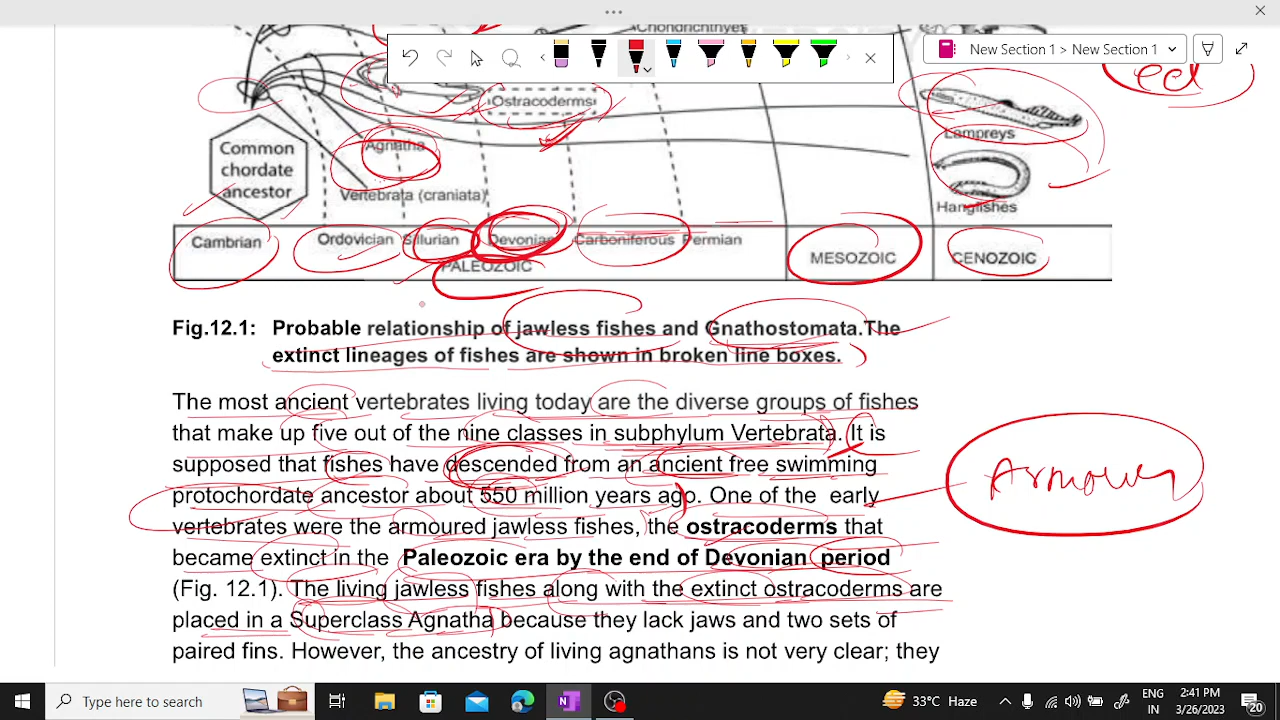 Chondrichthyes
New Section 1 > New Section 1
ed
Ostracoderms
Lampreys
Agnatha
Common
chordate
ancestor
Vertebrata (craniata)
Hangfishes
Cambrian Ordovician Sillurian Devonian Carboniferous Permian
PALEOZOIC
MESOZOIC
CENOZOIC
Fig.12.1: Probable relationship of jawless fishes and Gnathostomata.The
extinct lineages of fishes are shown in broken line boxes.
The most ancient vertebrates living today are the diverse groups of fishes
that make up five out of the nine classes in subphylum Vertebrata. It is
supposed that fishes have descended from an ancient free swimming
protochordate ancestor about 550 million years ago. One of the early
vertebrates were the armoured jawless fishes, the ostracoderms that
became extinct in the Paleozoic era by the end of Devonian period
(Fig. 12.1). The living jawless fishes along with the extinct ostracoderms are
placed in a Superclass Agnatha because they lack jaws and two sets of
paired fins. However, the ancestry of living agnathans is not very clear; they
Type here to search
33°C Haze
ENG
IN
2:41 PM
3/26/2023
20